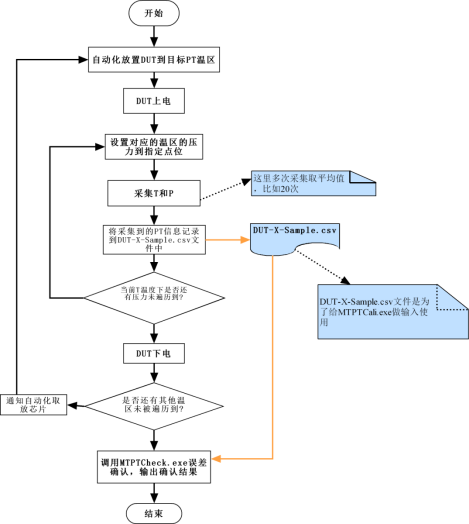 开始
自动化放置DUT到目标PT温区
DUT上电
设置对应的温区的压
力到指定点位
采集T和P
这里多次采集取平均值
，比如20次
将采集到的PT信息记录
到DUT-X-Sample.csv文
件中
DUT-X-Sample.csv
当前T温度下是否还
有压力未遍历到?
DUT-X-Sample.csv文件是为
了给MTPTCali.exe做输入使
用
DUT下电
是否还有其他温
区未被遍历到?
通知自动化取
放芯片
调用MTPTCheck.exe误差
确认，输出确认结果
结束